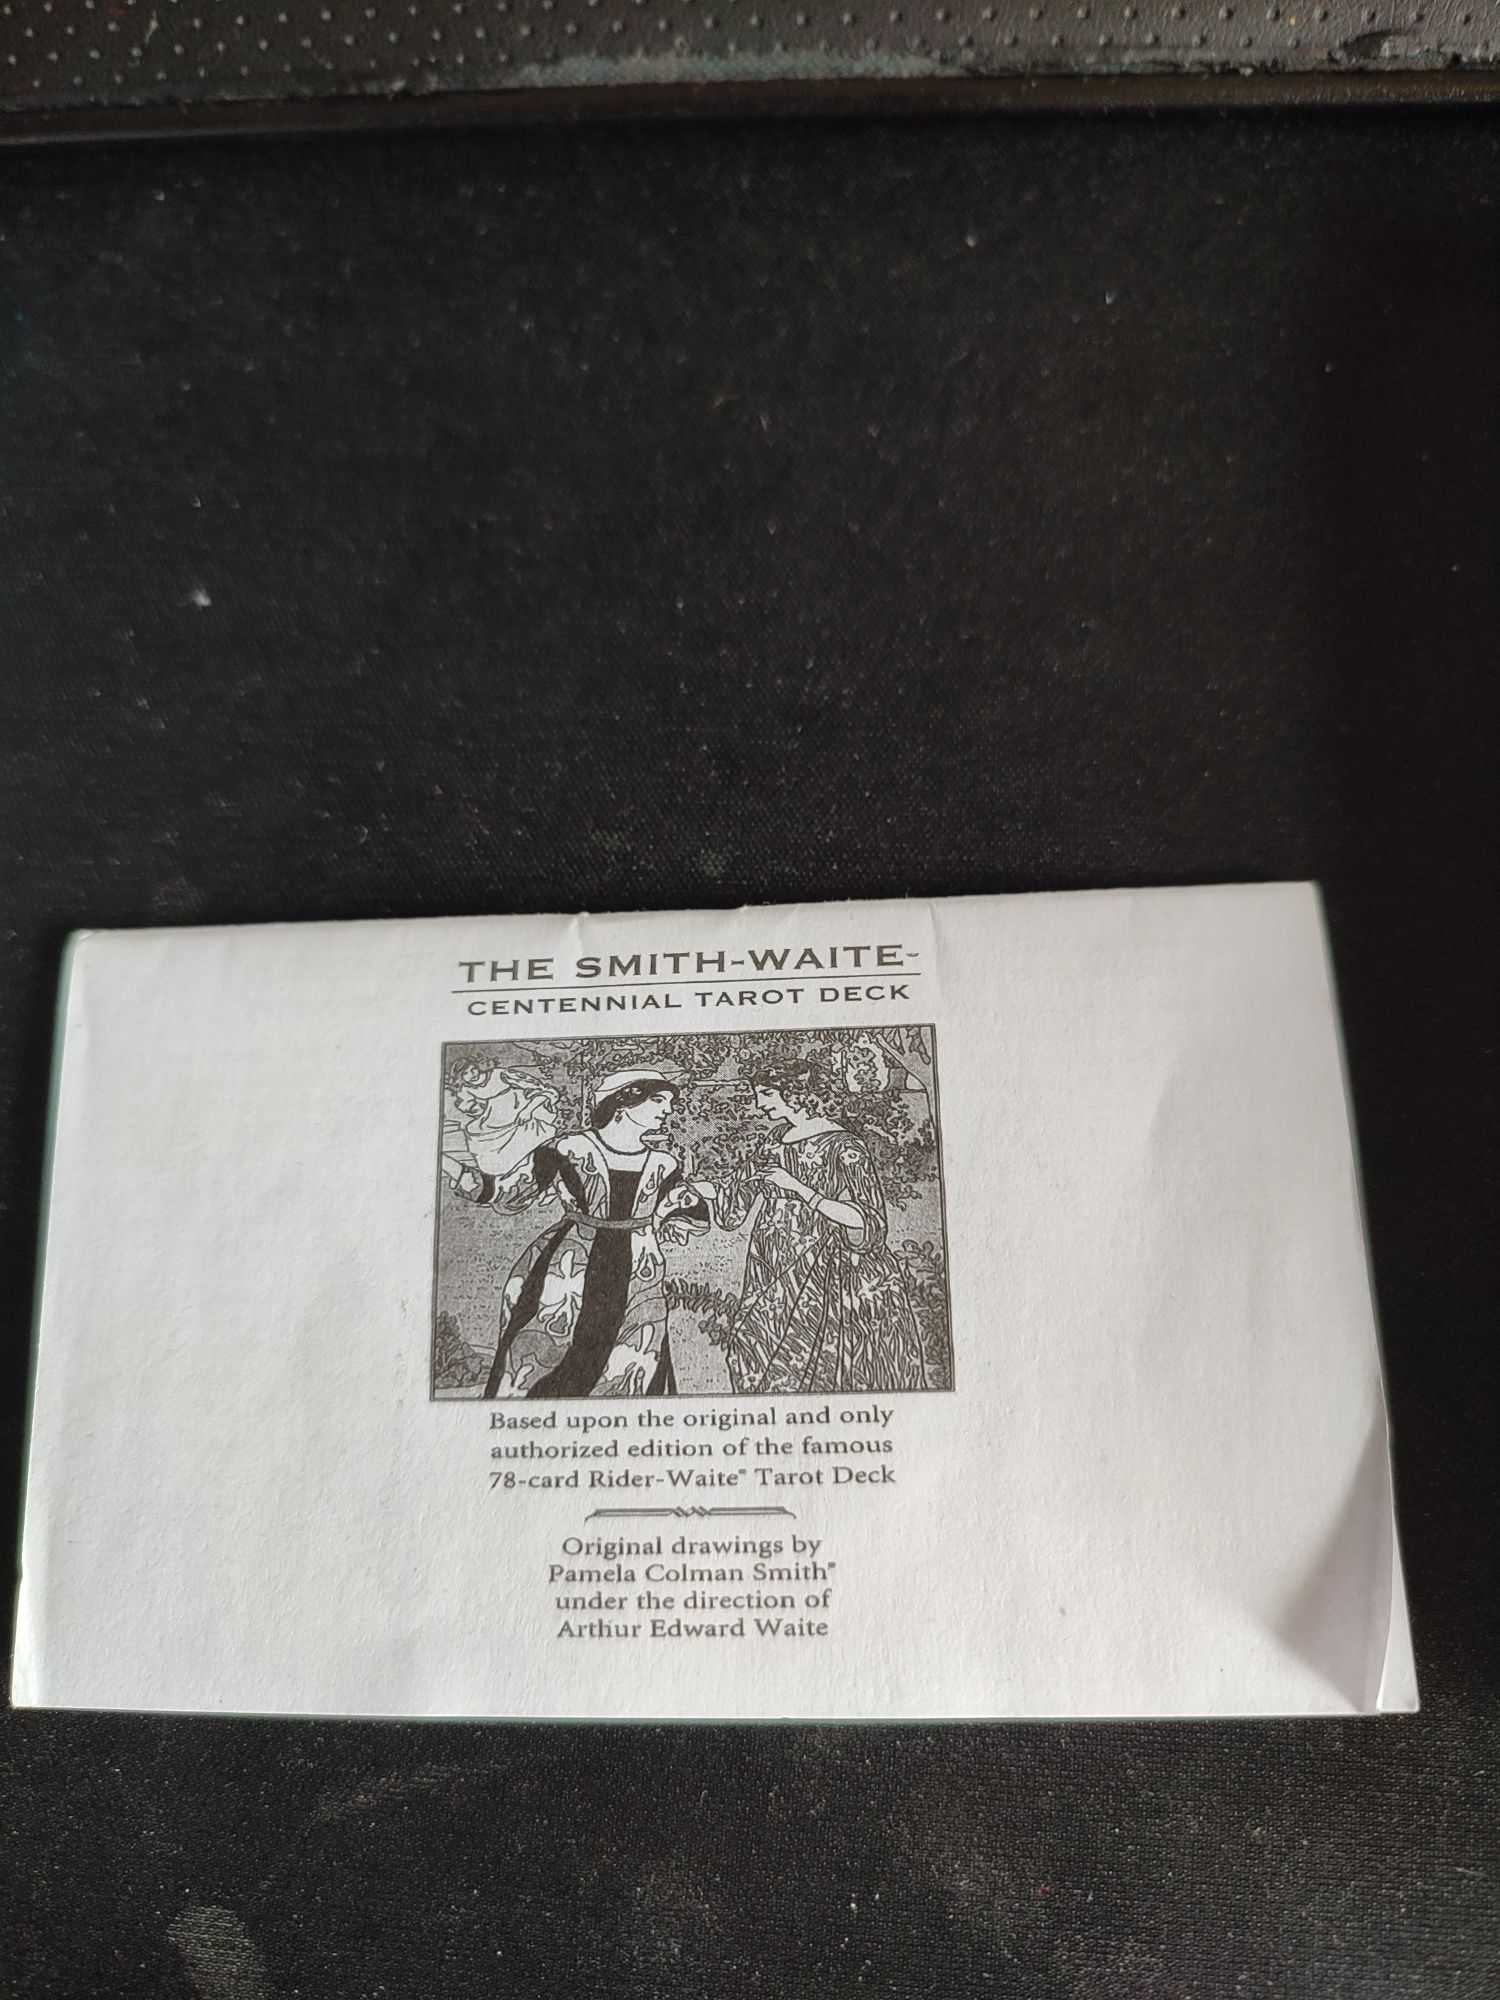 THE SMITH-WAITE-
CENTENNIAL TAROT DECK
Based upon the original and only
authorized edition of the famous
78-card Rider-Waite® Tarot Deck
Original drawings by
Pamela Colman Smith®
under the direction of
Arthur Edward Waite